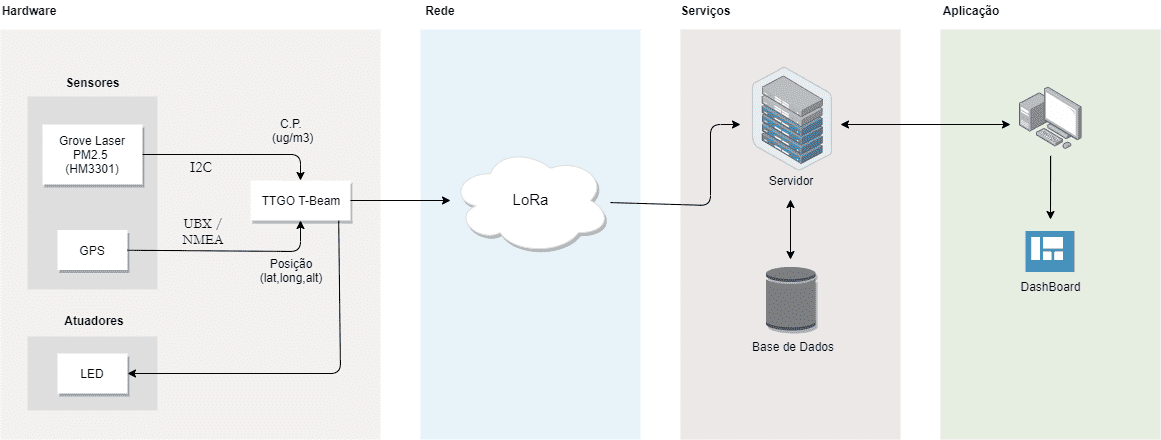 Hardware
Rede
Serviços
Aplicação
Sensores
Grove Laser
PM2.5
(HM3301)
I2C
C.P.
(ug/m3)
TTGO T-Beam
UBX /
NMEA
GPS
Posição
(lat,long,alt)
Atuadores
LED
LoRa
Servidor
Base de Dados
DashBoard